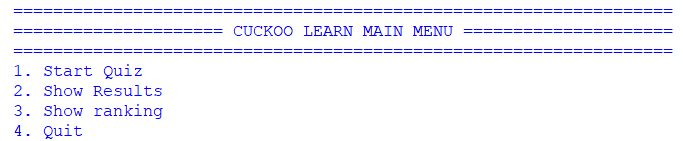 ==================================================================
===================== CUCKOO LEARN MAIN MENU =====================
==================================================================
1. Start Quiz
2. Show Results
3. Show ranking
4. Quit